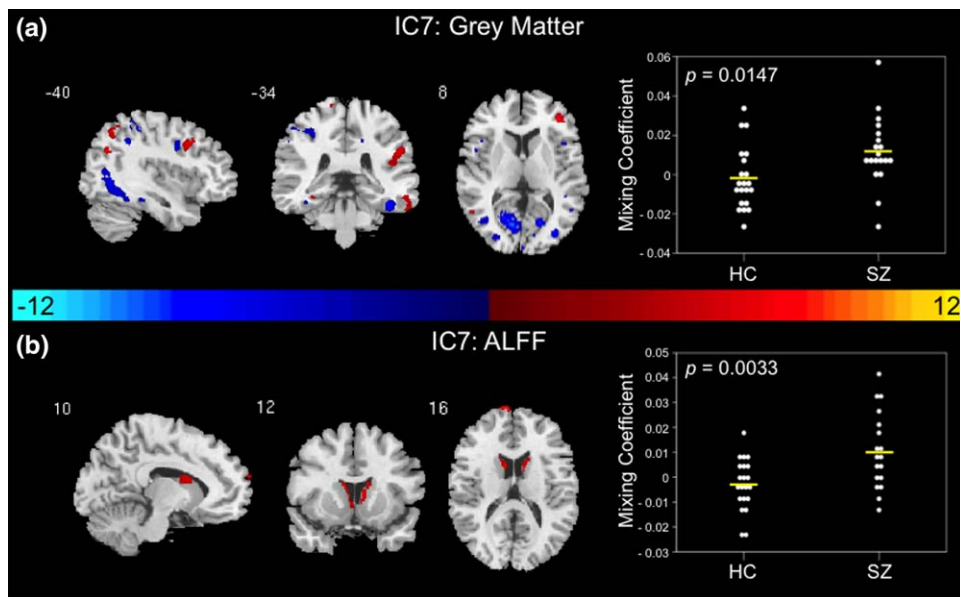 (a)
IC7: Grey Matter
-40
-34
8
p = 0.0147
Mixing Coefficient
0.06
0.04
0.02
0
- 0.02
- 0.04
HC
SZ
-12
12
(b)
IC7: ALFF
10
12
16
p = 0.0033
Mixing Coefficient
0.05
0.04
0.03
0.02
0.01
0
- 0.01
- 0.02
- 0.03
HC
SZ